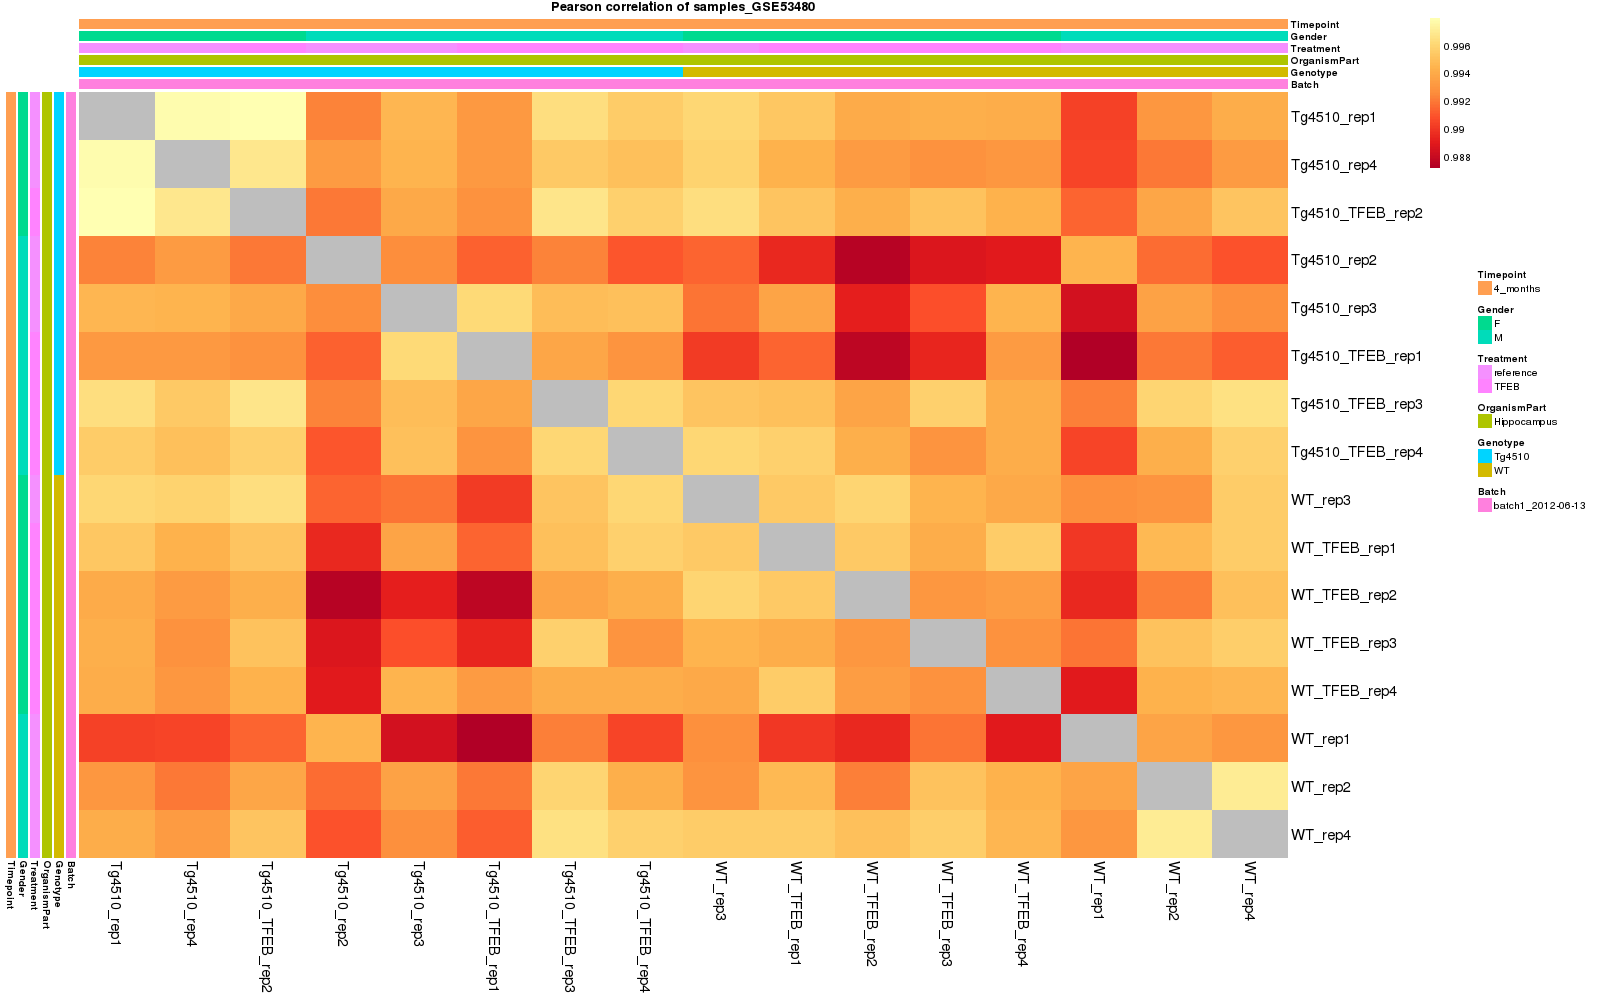 Pearson correlation of samples_GSE53480
Timepoint
Gender
Treatment
OrganismPart
Genotype
Batch
0.996
0.994
0.992
0.99
0.988
Tg4510_rep1
Tg4510_rep4
Tg4510_TFEB_rep2
Tg4510_rep2
Tg4510_rep3
Tg4510_TFEB_rep1
Tg4510_TFEB_rep3
Tg4510_TFEB_rep4
WT_rep3
WT_TFEB_rep1
WT_TFEB_rep2
WT_TFEB_rep3
WT_TFEB_rep4
WT_rep1
WT_rep2
WT_rep4
Timepoint
4_months
Gender
F
M
Treatment
reference
TFEB
OrganismPart
Hippocampus
Genotype
Tg4510
WT
Batch
batch1_2012-06-13
Timepoint
Gender
Treatment
OrganismPart
Genotype
Batch
Tg4510_rep1
Tg4510_rep4
Tg4510_TFEB_rep2
Tg4510_rep2
Tg4510_rep3
Tg4510_TFEB_rep1
Tg4510_TFEB_rep3
Tg4510_TFEB_rep4
WT_rep3
WT_TFEB_rep1
WT_TFEB_rep2
WT_TFEB_rep3
WT_TFEB_rep4
WT_rep1
WT_rep2
WT_rep4